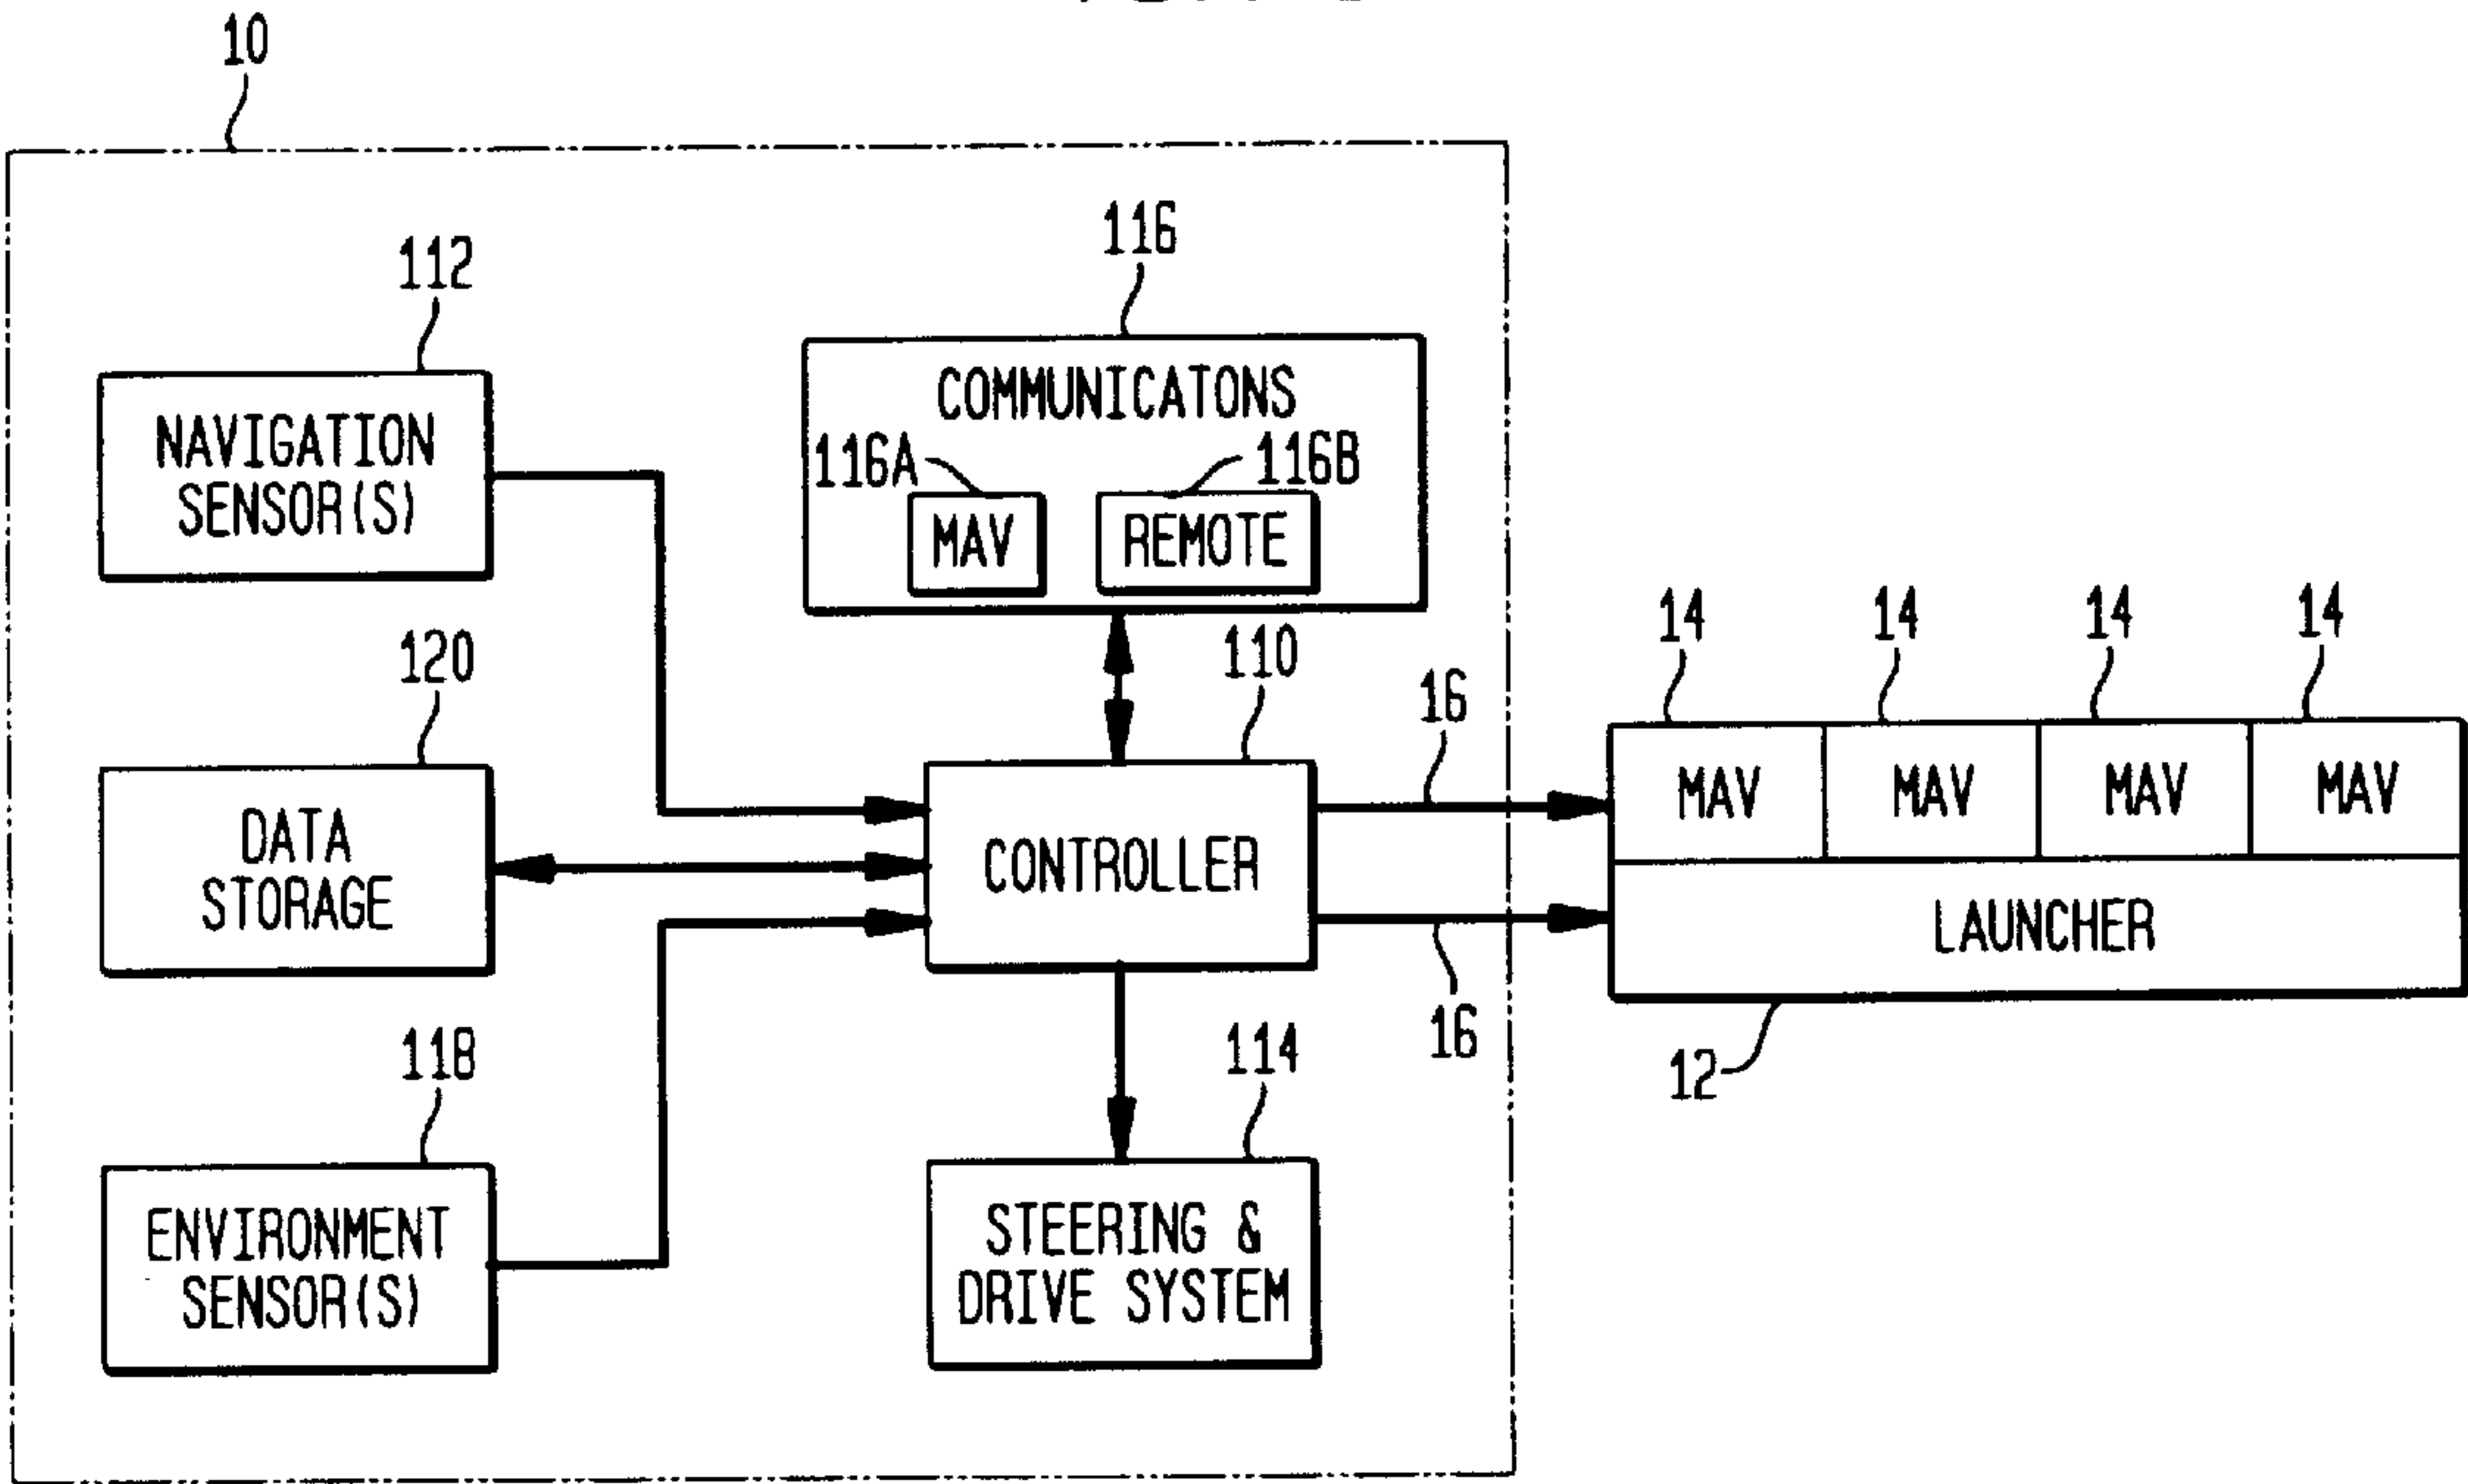 10
112
NAVIGATION
SENSOR(S)
116
COMMUNICATONS
116A
116B
MAV
REMOTE
120
DATA
STORAGE
110
CONTROLLER
16
16
14
14
14
14
MAV
MAV
MAV
MAV
LAUNCHER
12
118
ENVIRONMENT
SENSOR(S)
114
STEERING &
DRIVE SYSTEM